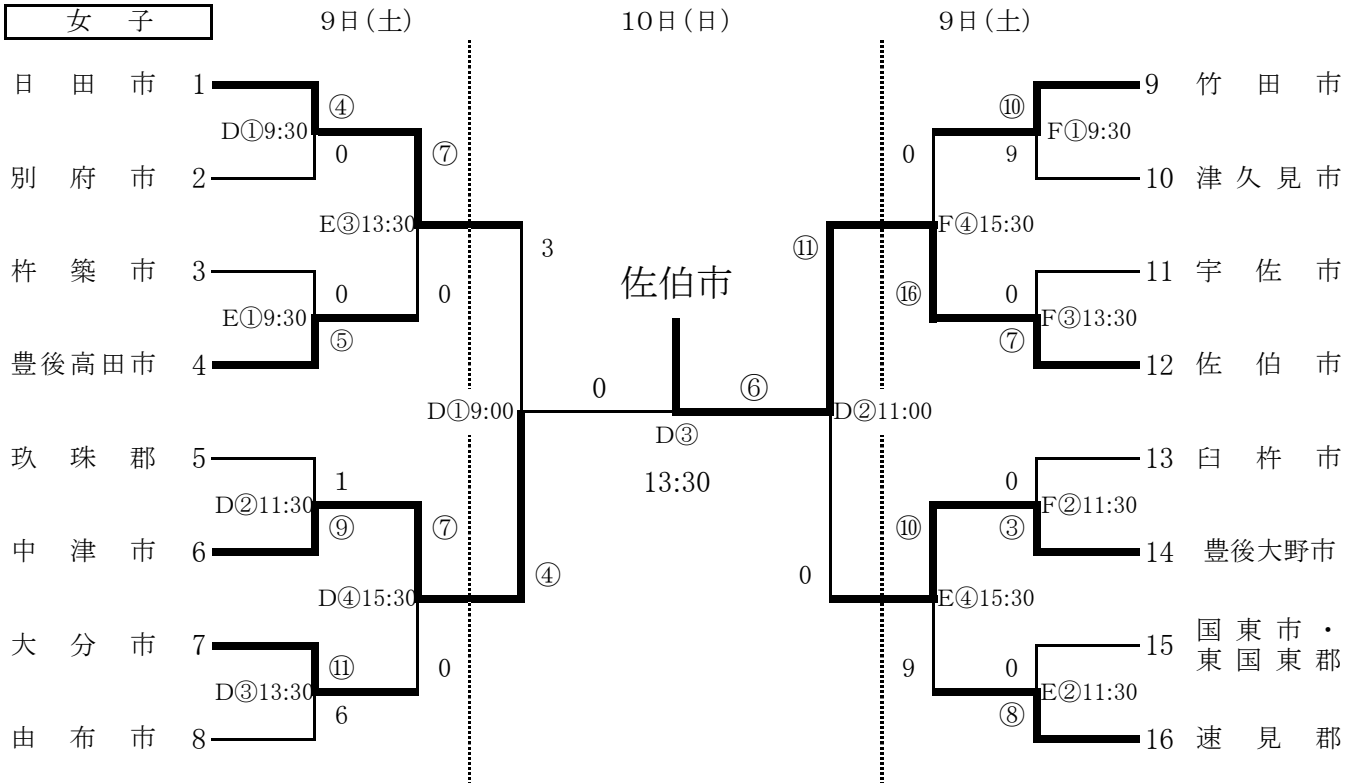 女　子
9日(土)
10日(日)
9日(土)
日　田　市　1
④
D①9:30
0
別　府　市　2
⑦
E③13:30
杵　築　市　3
0
0
E①9:30
⑤
豊後高田市　4
3
D①9:00
玖　珠　郡　5
1
D②11:30
⑨
中　津　市　6
⑦
④
D④15:30
大　分　市　7
⑪
0
D③13:30
6
由　布　市　8
佐伯市
0
⑥
D③
13:30
9　竹　田　市
⑩
F①9:30
0
9
10　津 久 見 市
F④15:30
⑪
11　宇　佐　市
⑯
0
F③13:30
⑦
12　佐　伯　市
D②11:00
13　臼　杵　市
0
F②11:30
⑩
③
14　豊後大野市
0
E④15:30
15　国 東 市 ・
東 国 東 郡
9
0
E②11:30
⑧
16　速　見　郡